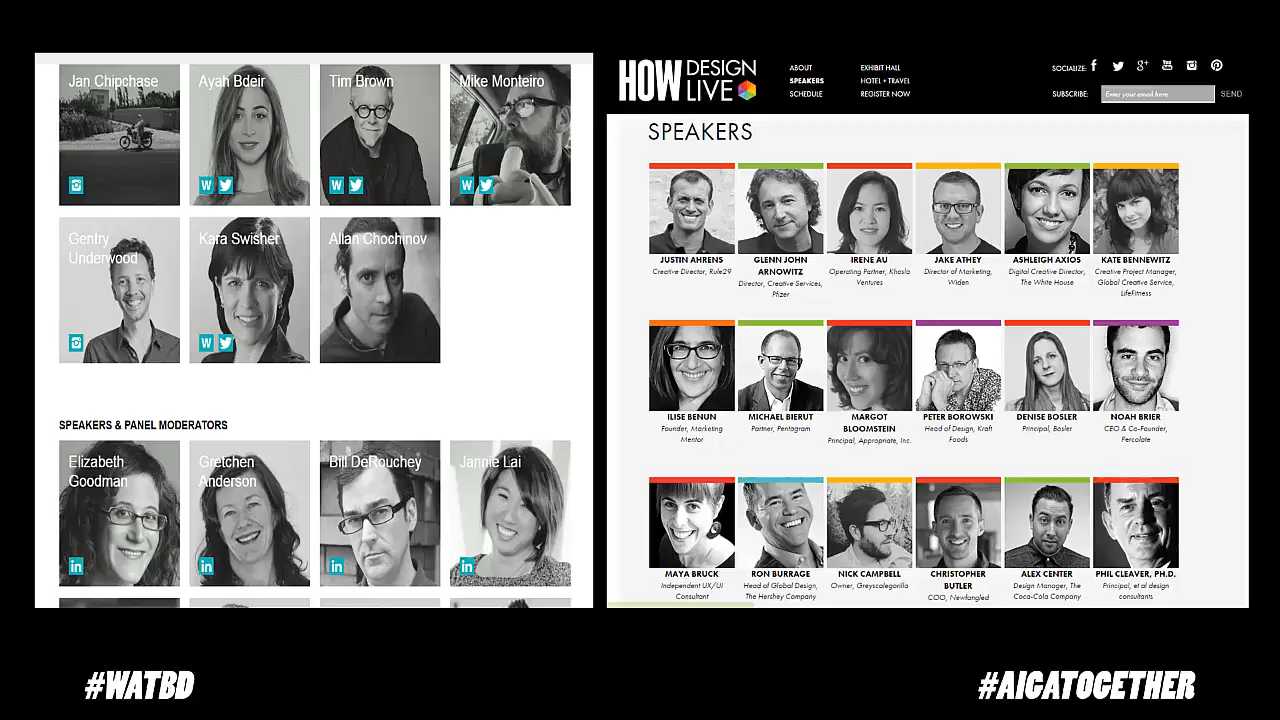 Jan Chipchase
Ayah Bdeir
Tim Brown
Mike Monteiro
W
W
W
Gentry
Underwood
Kara Swisher
Allan Chochinov
W
SPEAKERS & PANEL MODERATORS
Elizabeth
Goodman
Gretchen
Anderson
Bill DeRouchey
Jannie Lai
in
in
in
in
HOW DESIGN
LIVE
ABOUT
SPEAKERS
SCHEDULE
EXHIBIT HALL
HOTEL + TRAVEL
REGISTER NOW
SOCIALIZE:
SUBSCRIBE:
Enter your email here
SEND
SPEAKERS
JUSTIN AHRENS
Creative Director, Rule29
GLENN JOHN
ARNOWITZ
Director, Creative Services,
Pfizer
IRENE AU
Operating Partner, Khosla
Ventures
JAKE ATHEY
Director of Marketing,
Widen
ASHLEIGH AXIOS
Digital Creative Director,
The White House
KATE BENNEWITZ
Creative Project Manager,
Global Creative Service,
LifeFitness
ILISE BENUN
Founder, Marketing
Mentor
MICHAEL BIERUT
Partner, Pentagram
MARGOT
BLOOMSTEIN
Principal, Appropriate, Inc.
PETER BOROWSKI
Head of Design, Kraft
Foods
DENISE BOSLER
Principal, Bosler
NOAH BRIER
CEO & Co-Founder,
Percolate
MAYA BRUCK
Independent UX/UI
Consultant
RON BURRAGE
Head of Global Design,
The Hershey Company
NICK CAMPBELL
Owner, Greyscalegorilla
CHRISTOPHER
BUTLER
COO, Newfangled
ALEX CENTER
Design Manager, The
Coca-Cola Company
PHIL CLEAVER, PH.D.
Principal, et al design
consultants
#WATBD
#AIGATOGETHER